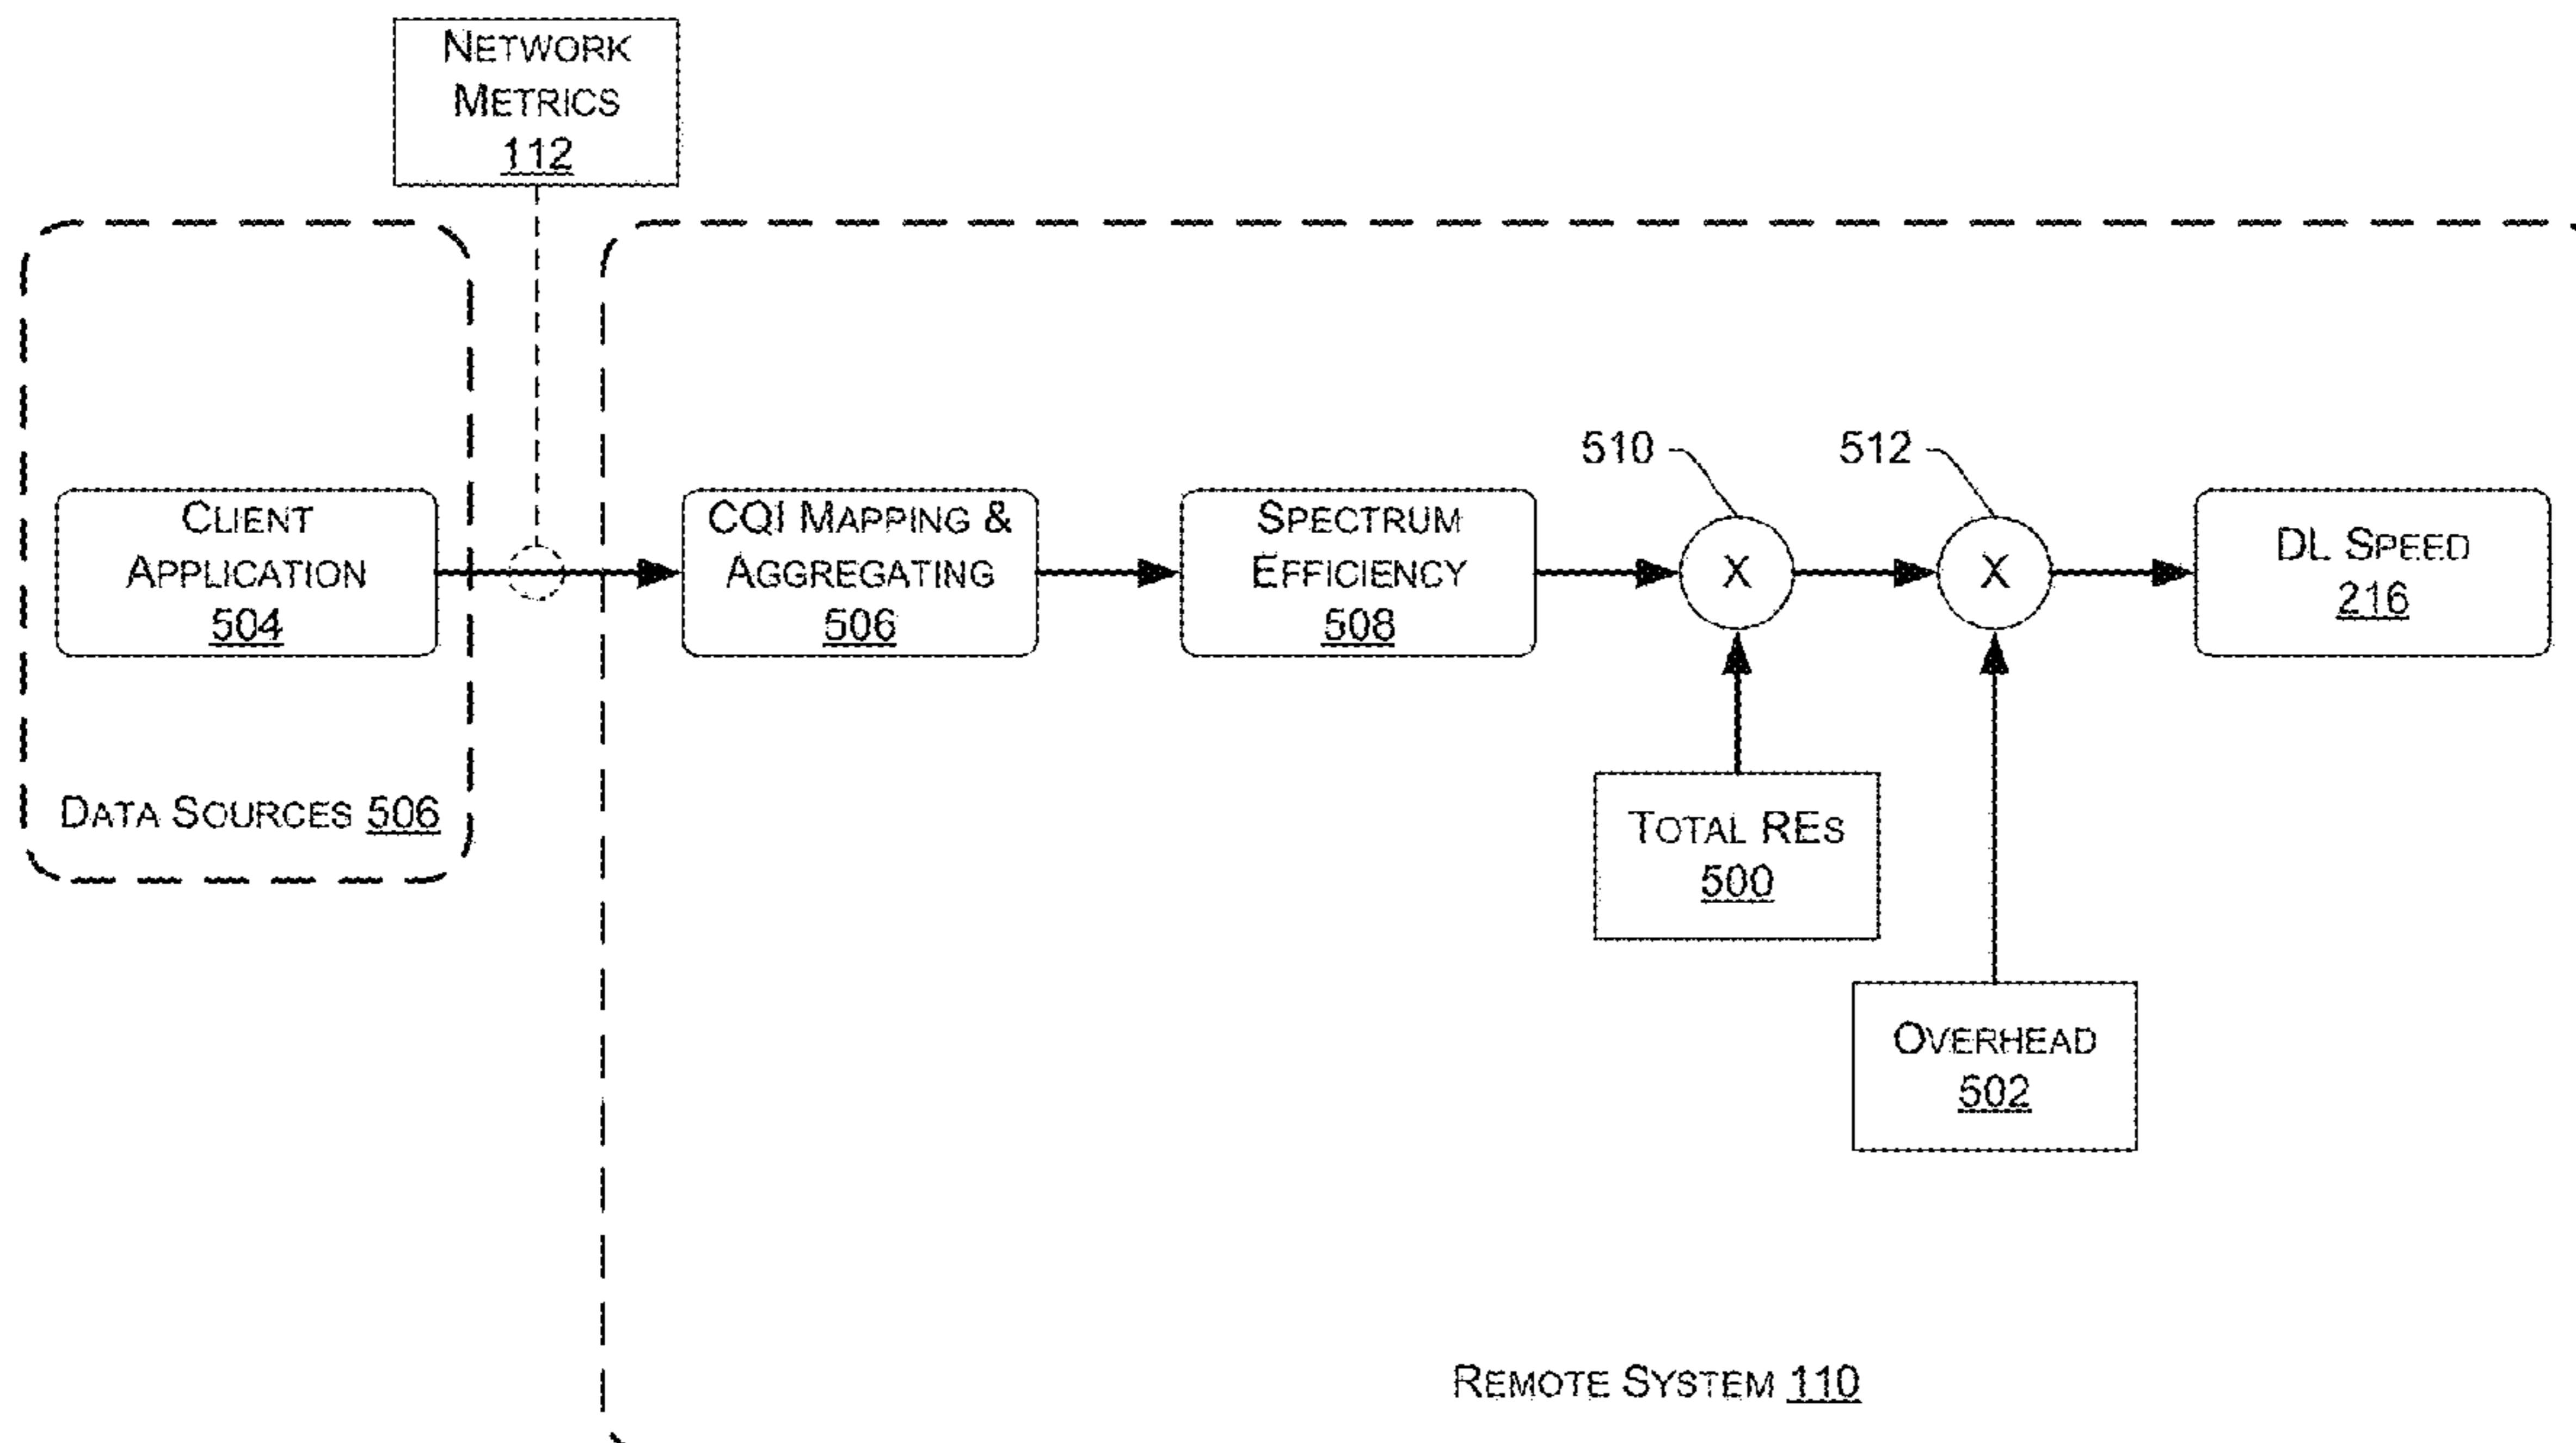 NETWORK
METRICS
112
510
512
CLIENT
APPLICATION
504
CQI MAPPING &
AGGREGATING
506
SPECTRUM
EFFICIENCY
508
X
X
DL SPEED
216
DATA SOURCES 506
TOTAL RES
500
OVERHEAD
502
REMOTE SYSTEM 110